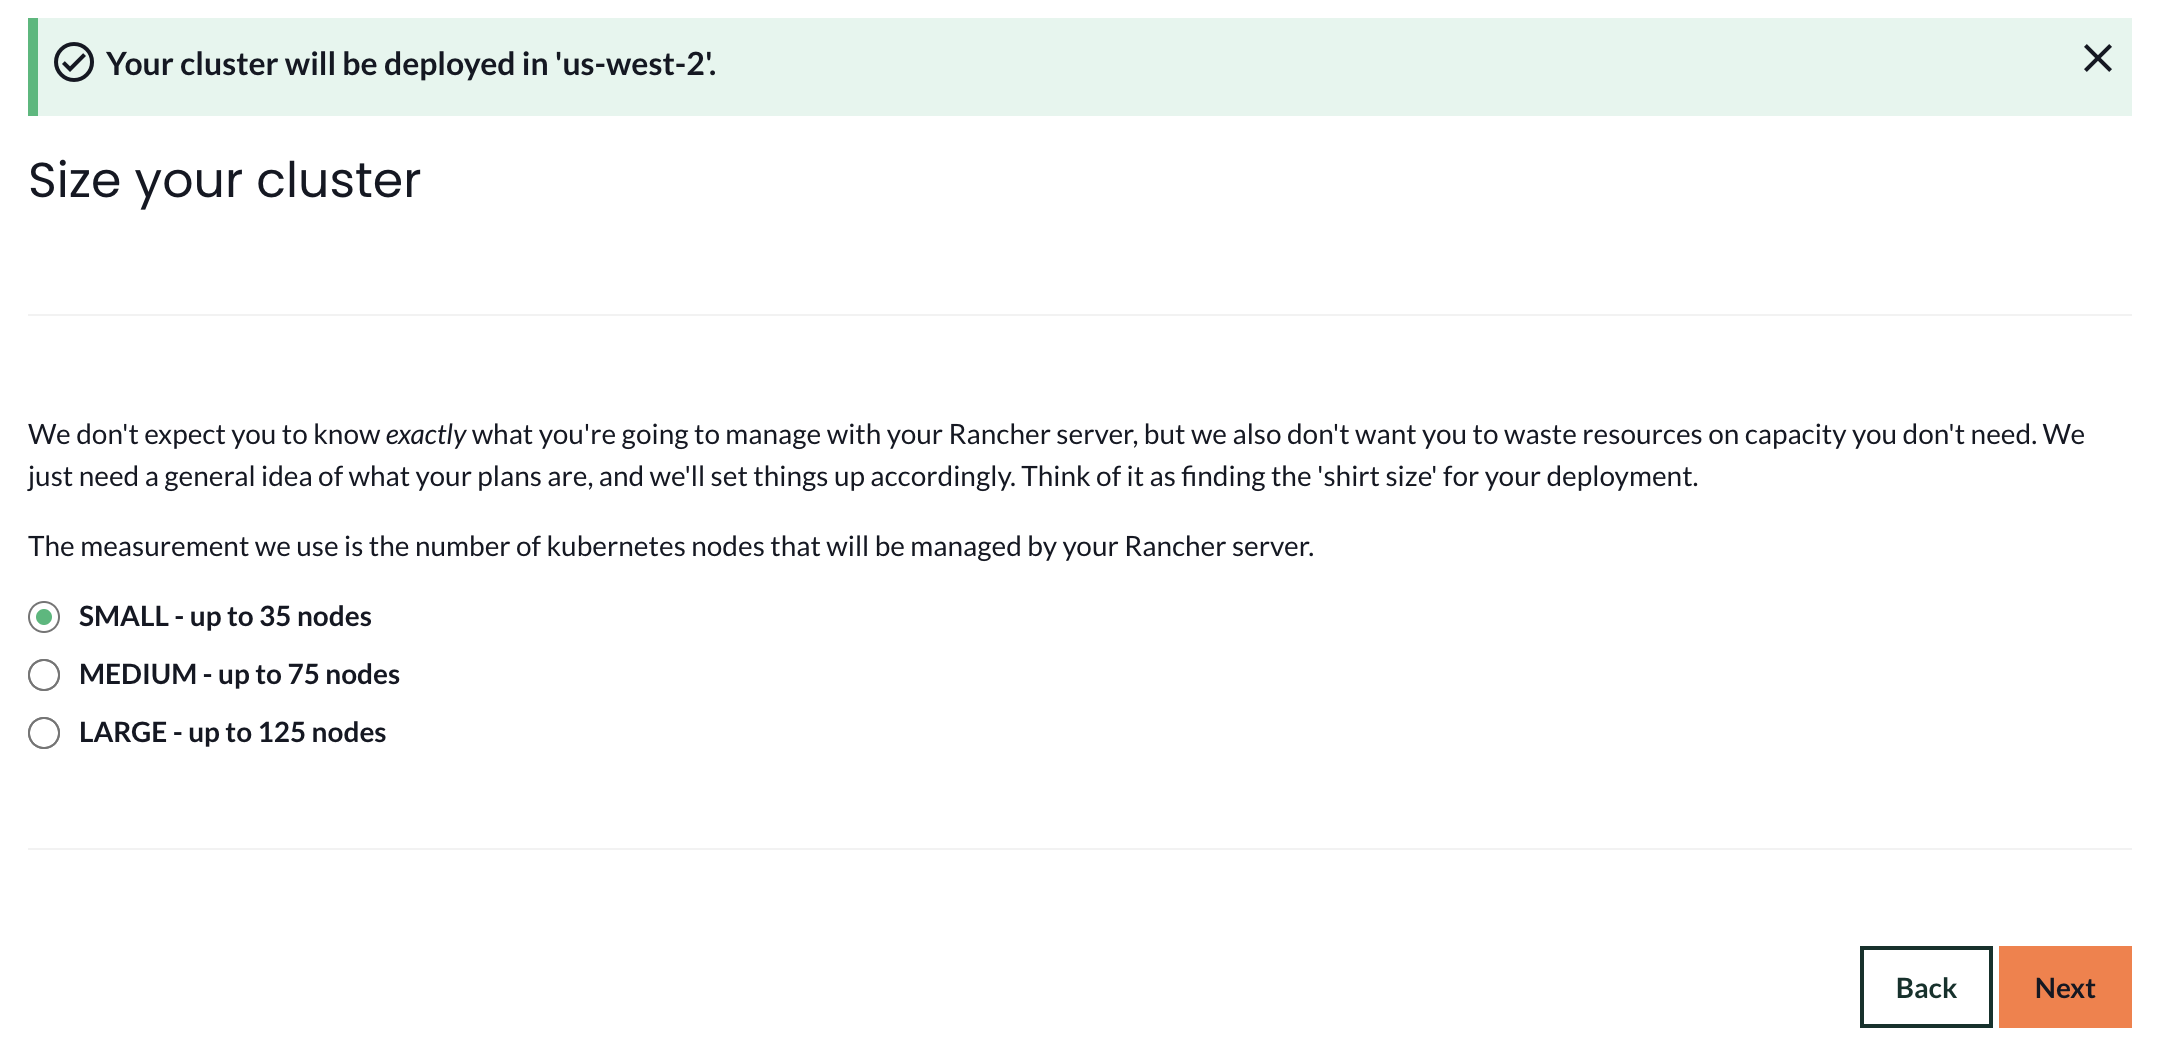 Your cluster will be deployed in 'us-west-2'.
Size your cluster
We don't expect you to know exactly what you're going to manage with your Rancher server, but we also don't want you to waste resources on capacity you don't need. We
just need a general idea of what your plans are, and we'll set things up accordingly. Think of it as finding the 'shirt size' for your deployment.
The measurement we use is the number of kubernetes nodes that will be managed by your Rancher server.
SMALL - up to 35 nodes
MEDIUM - up to 75 nodes
LARGE - up to 125 nodes
Back Next